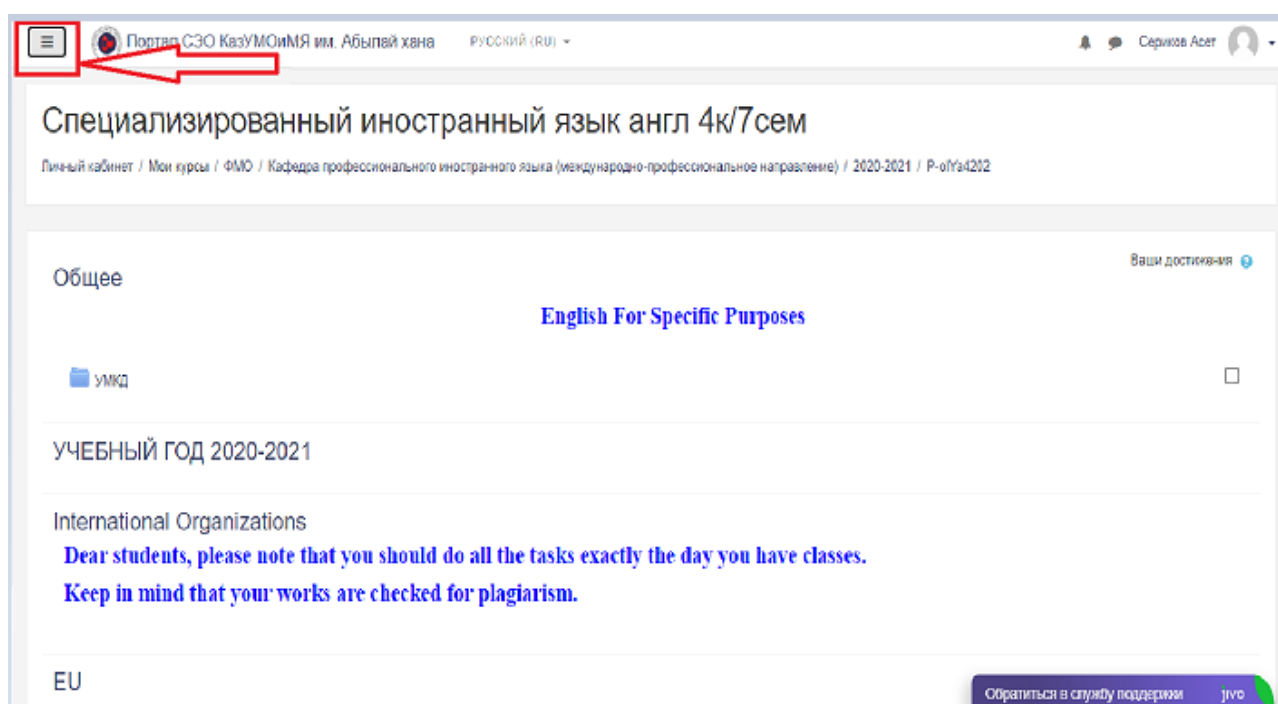 Портал СЭО КазУМОиМЯ им. Абылай хана РУССКИЙ (RU) Сериков Асет
Специализированный иностранный язык англ 4к/7сем
Личный кабинет / Мои курсы / ФМО / Кафедра профессионального иностранного языка (международно-профессиональное направление) / 2020-2021 / P-oIYa4202
Ваши достижения
Общее
English For Specific Purposes
УМКД
УЧЕБНЫЙ ГОД 2020-2021
International Organizations
Dear students, please note that you should do all the tasks exactly the day you have classes.
Keep in mind that your works are checked for plagiarism.
EU
Обратиться в службу поддержки jivo